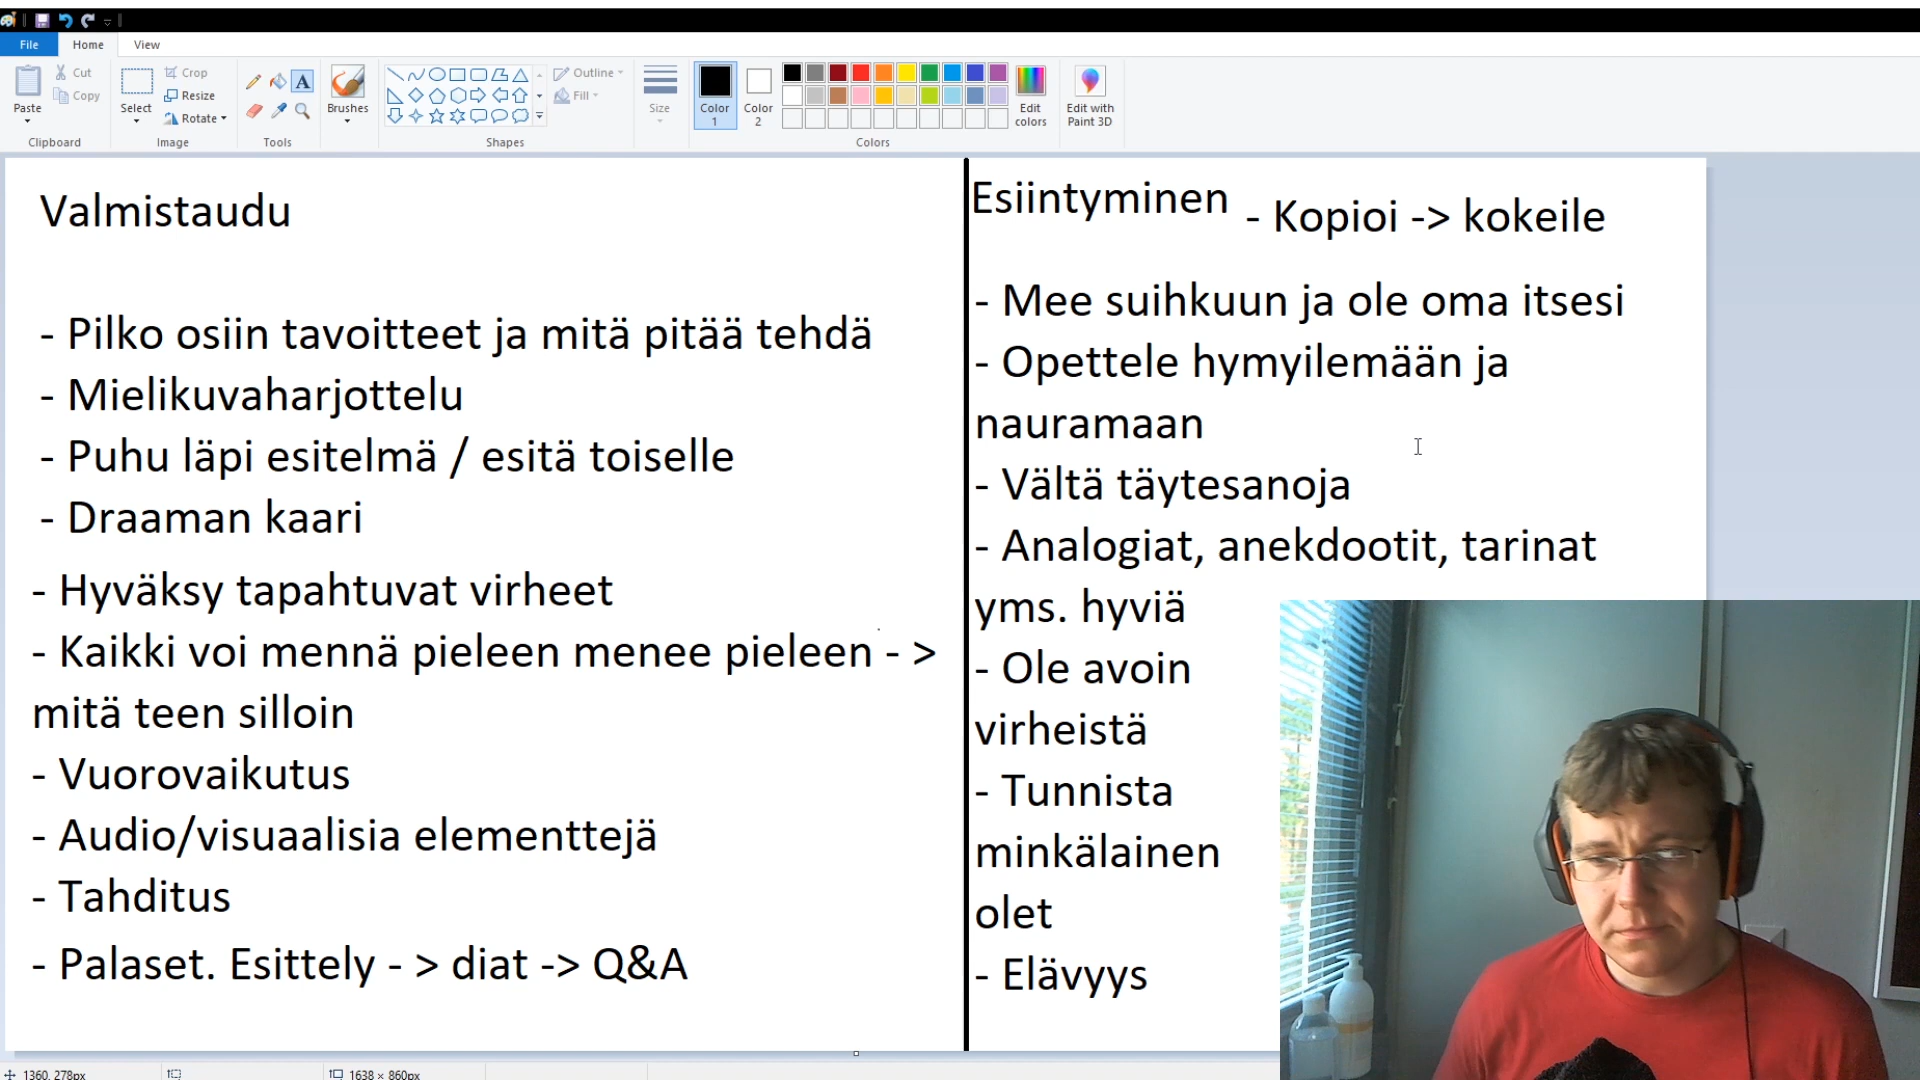 File Home View
Paste
Cut
Copy
Clipboard
Select
Crop
Resize
Rotate
Image
A
Tools
Brushes
Shapes
Outline
Fill
Size
Color 1
Color 2
Edit colors
Colors
Edit with Paint 3D
Valmistaudu
- Pilko osiin tavoitteet ja mitä pitää tehdä
- Mielikuvaharjottelu
- Puhu läpi esitelmä / esitä toiselle
- Draaman kaari
- Hyväksy tapahtuvat virheet
- Kaikki voi mennä pieleen menee pieleen - >
mitä teen silloin
- Vuorovaikutus
- Audio/visuaalisia elementtejä
- Tahditus
- Palaset. Esittely - > diat -> Q&A
Esiintyminen - Kopioi -> kokeile
- Mee suihkuun ja ole oma itsesi
- Opettele hymyilemään ja
nauramaan
- Vältä täytesanoja
- Analogiat, anekdootit, tarinat
yms. hyviä
- Ole avoin
virheistä
- Tunnista
minkälainen
olet
- Elävyys
1360, 278px
1638 × 860px